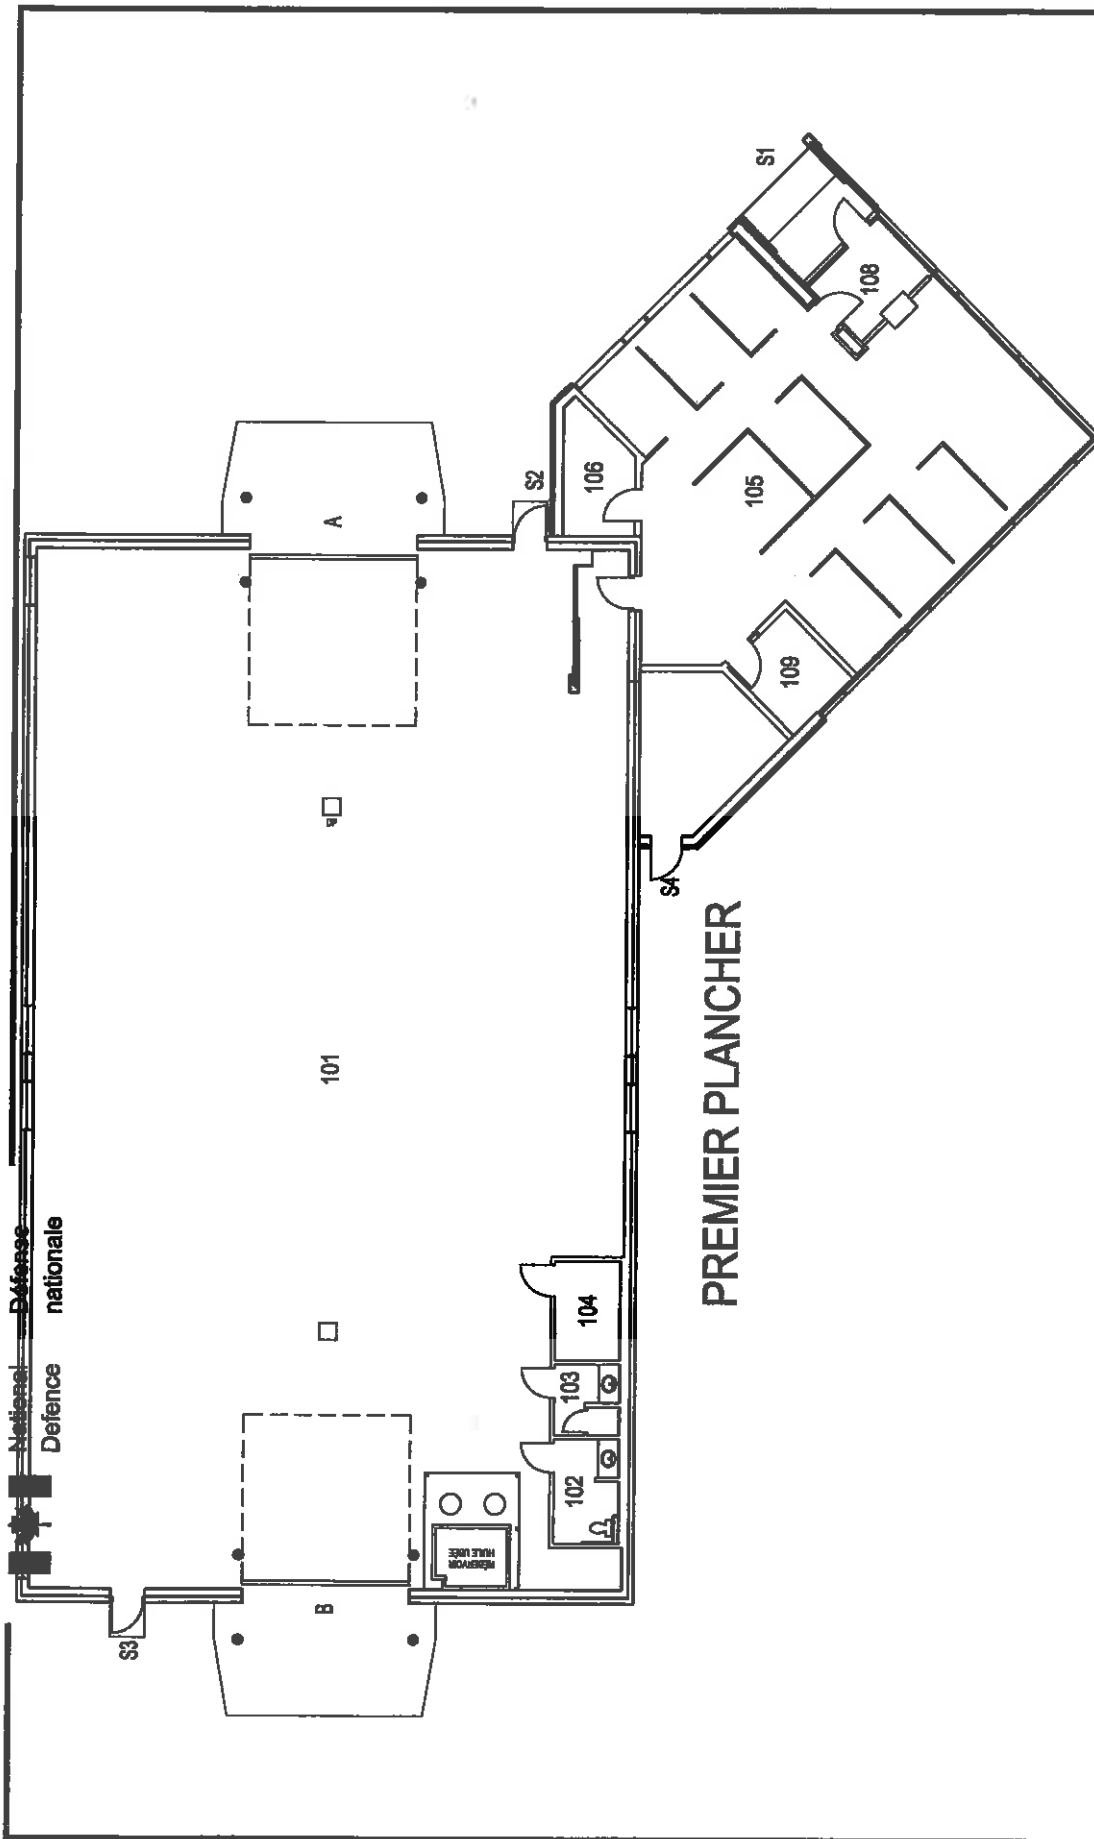 National Défense
Defence nationale
S3
B
RÉSERVOIR
HUILE USÉE
102
103
104
101
A
S2
106
S4
109
105
108
S1
PREMIER PLANCHER